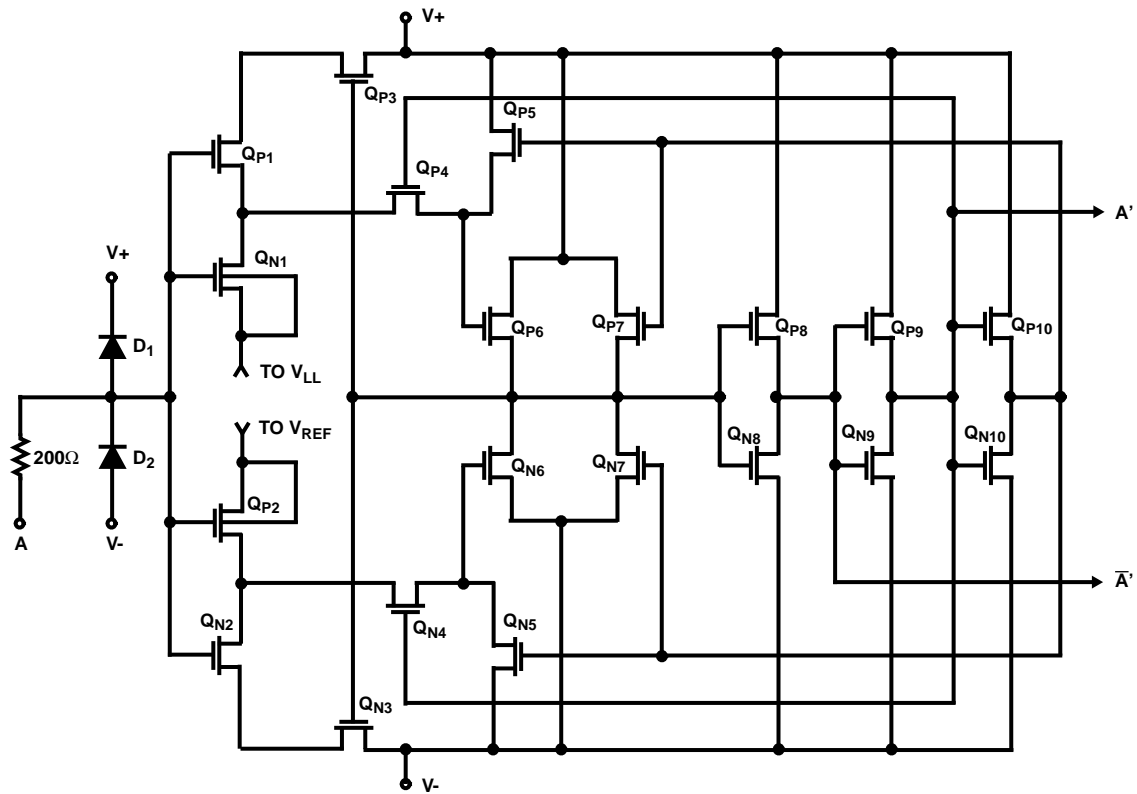 V+
QP3
QP5
QP1
QP4
A’
V+
QN1
QP6
QP7
QP8
QP9
QP10
D1
TO VLL
TO VREF
QN8
QN9
QN10
200Ω
D2
QN6
QN7
QP2
A
V-
A̅’
QN2
QN4
QN5
QN3
V-